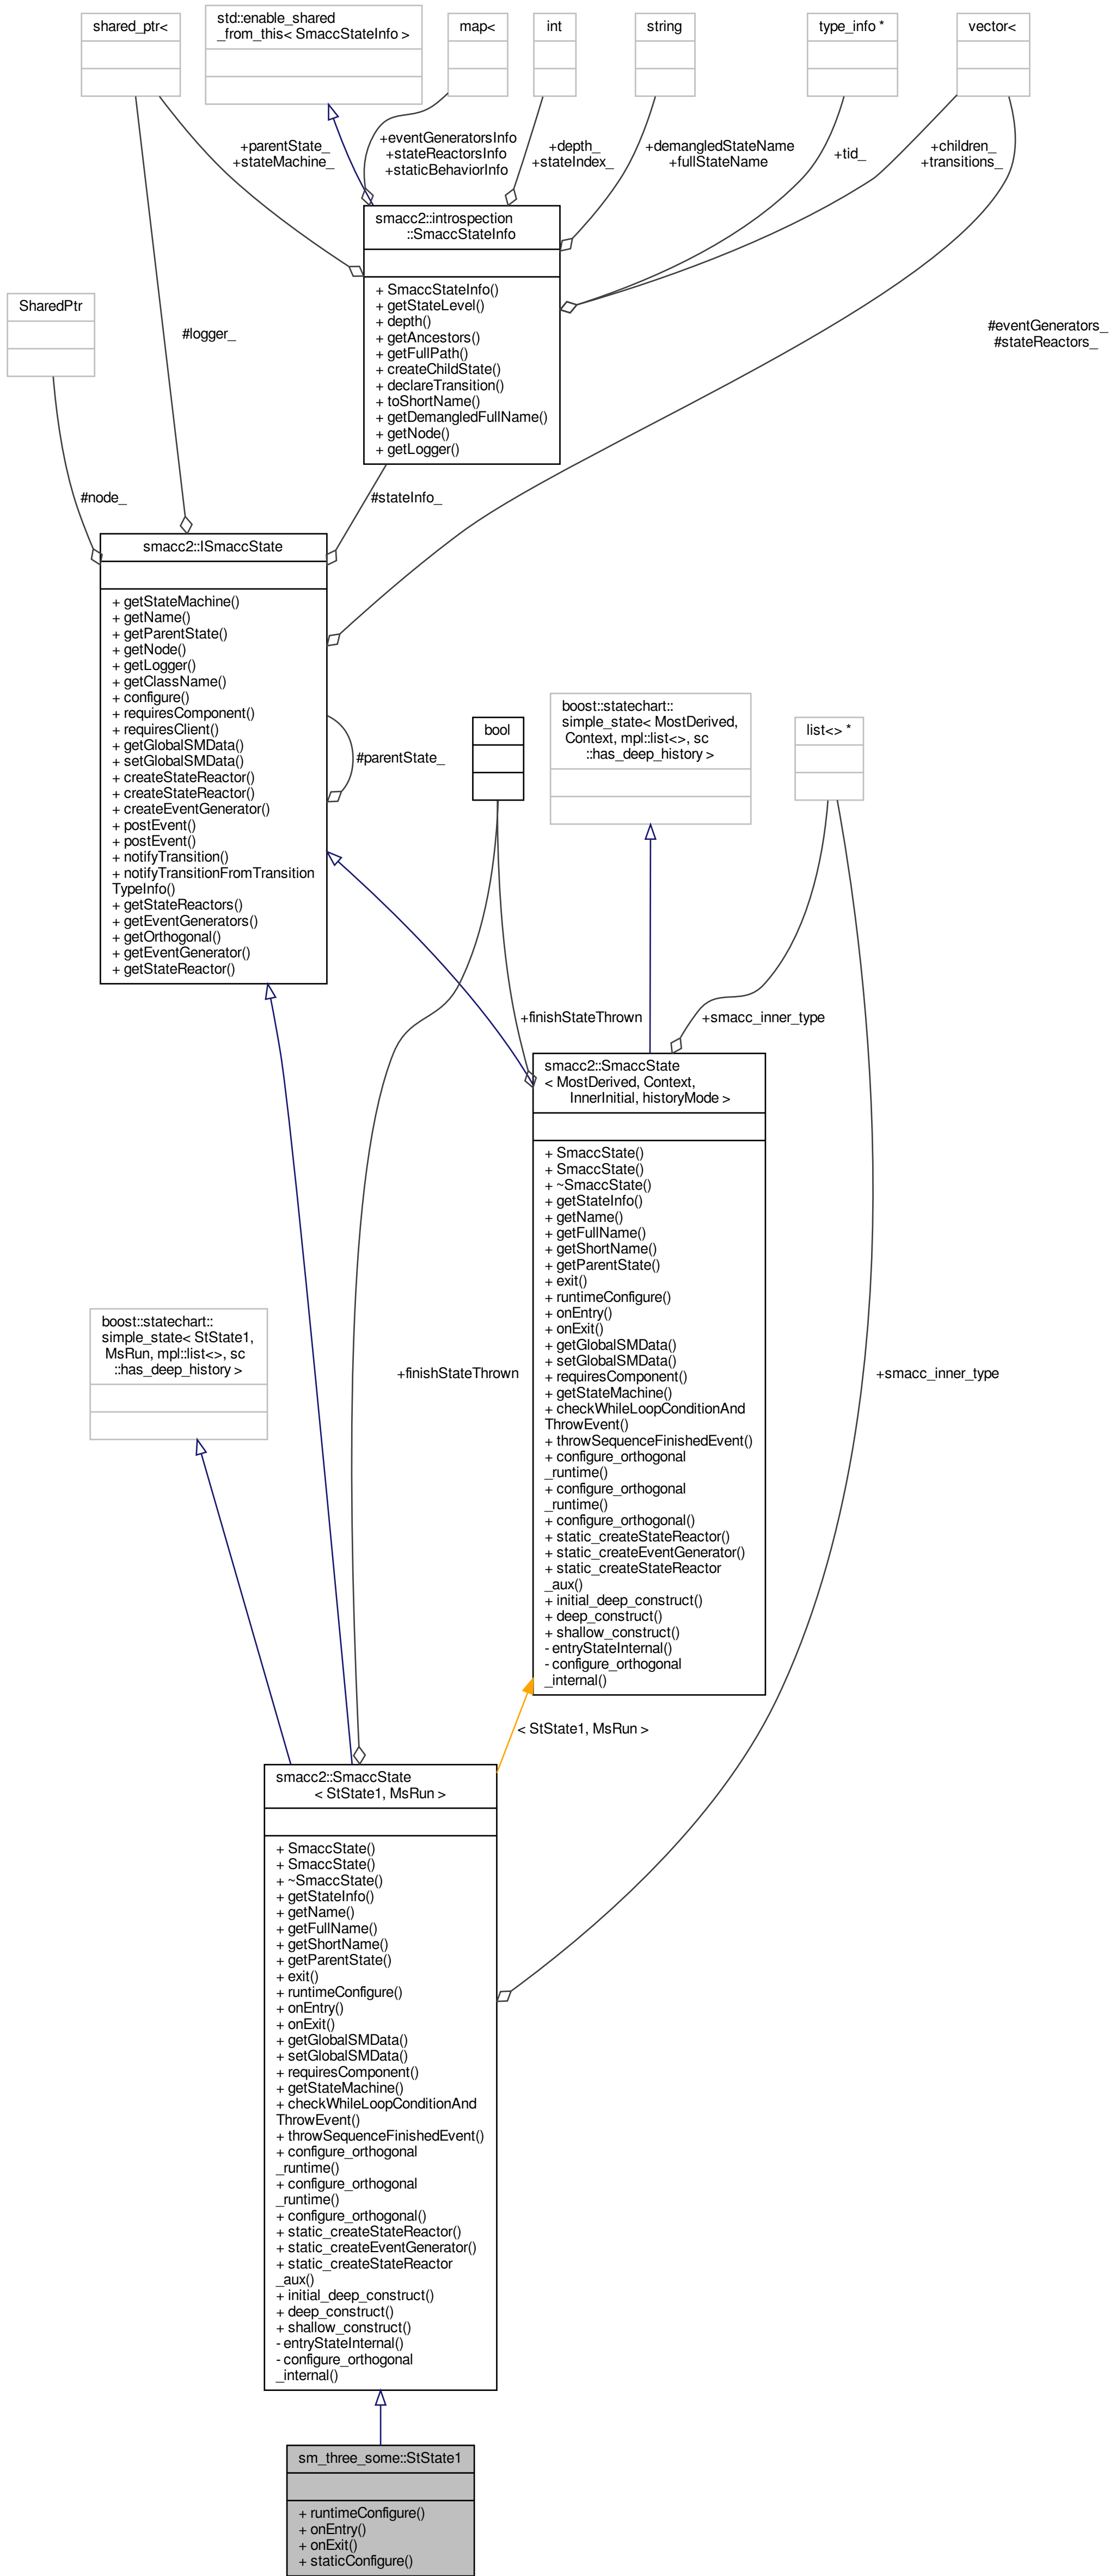 shared_ptr<
std::enable_shared
_from_this< SmaccStateInfo >
map<
int
string
type_info *
vector<
+parentState_
+stateMachine_
+eventGeneratorsInfo
+stateReactorsInfo
+staticBehaviorInfo
+depth_
+stateIndex_
+demangledStateName
+fullStateName
+tid_
+children_
+transitions_
smacc2::introspection
::SmaccStateInfo
+ SmaccStateInfo()
+ getStateLevel()
+ depth()
+ getAncestors()
+ getFullPath()
+ createChildState()
+ declareTransition()
+ toShortName()
+ getDemangledFullName()
+ getNode()
+ getLogger()
SharedPtr
#logger_
#eventGenerators_
#stateReactors_
#node_
#stateInfo_
smacc2::ISmaccState
+ getStateMachine()
+ getName()
+ getParentState()
+ getNode()
+ getLogger()
+ getClassName()
+ configure()
+ requiresComponent()
+ requiresClient()
+ getGlobalSMData()
+ setGlobalSMData()
+ createStateReactor()
+ createStateReactor()
+ createEventGenerator()
+ postEvent()
+ postEvent()
+ notifyTransition()
+ notifyTransitionFromTransition
TypeInfo()
+ getStateReactors()
+ getEventGenerators()
+ getOrthogonal()
+ getEventGenerator()
+ getStateReactor()
#parentState_
bool
boost::statechart::
simple_state< MostDerived,
Context, mpl::list<>, sc
::has_deep_history >
list<> *
+finishStateThrown
+smacc_inner_type
smacc2::SmaccState
< MostDerived, Context,
InnerInitial, historyMode >
+ SmaccState()
+ SmaccState()
+ ~SmaccState()
+ getStateInfo()
+ getName()
+ getFullName()
+ getShortName()
+ getParentState()
+ exit()
+ runtimeConfigure()
+ onEntry()
+ onExit()
+ getGlobalSMData()
+ setGlobalSMData()
+ requiresComponent()
+ getStateMachine()
+ checkWhileLoopConditionAnd
ThrowEvent()
+ throwSequenceFinishedEvent()
+ configure_orthogonal
_runtime()
+ configure_orthogonal
_runtime()
+ configure_orthogonal()
+ static_createStateReactor()
+ static_createEventGenerator()
+ static_createStateReactor
_aux()
+ initial_deep_construct()
+ deep_construct()
+ shallow_construct()
- entryStateInternal()
- configure_orthogonal
_internal()
boost::statechart::
simple_state< StState1,
MsRun, mpl::list<>, sc
::has_deep_history >
+finishStateThrown
+smacc_inner_type
< StState1, MsRun >
smacc2::SmaccState
< StState1, MsRun >
+ SmaccState()
+ SmaccState()
+ ~SmaccState()
+ getStateInfo()
+ getName()
+ getFullName()
+ getShortName()
+ getParentState()
+ exit()
+ runtimeConfigure()
+ onEntry()
+ onExit()
+ getGlobalSMData()
+ setGlobalSMData()
+ requiresComponent()
+ getStateMachine()
+ checkWhileLoopConditionAnd
ThrowEvent()
+ throwSequenceFinishedEvent()
+ configure_orthogonal
_runtime()
+ configure_orthogonal
_runtime()
+ configure_orthogonal()
+ static_createStateReactor()
+ static_createEventGenerator()
+ static_createStateReactor
_aux()
+ initial_deep_construct()
+ deep_construct()
+ shallow_construct()
- entryStateInternal()
- configure_orthogonal
_internal()
sm_three_some::StState1
+ runtimeConfigure()
+ onEntry()
+ onExit()
+ staticConfigure()